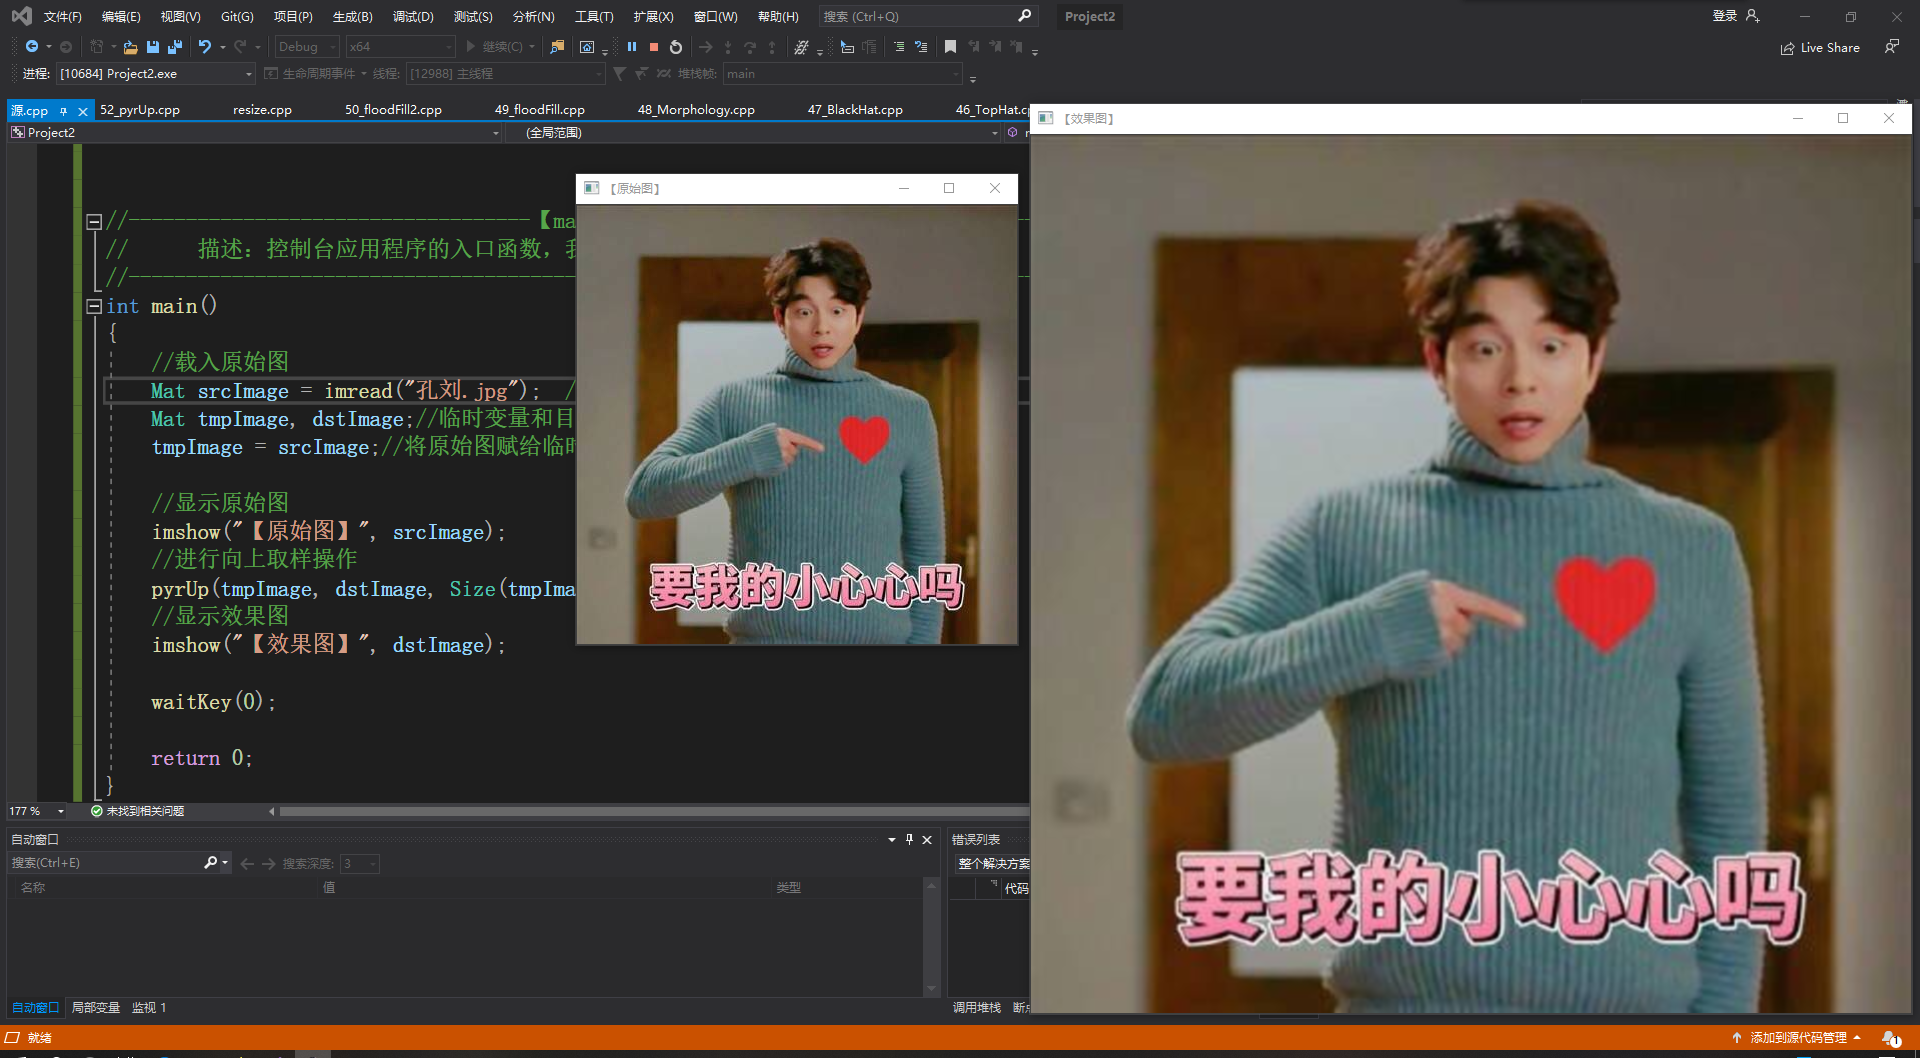 文件(F) 编辑(E) 视图(V) Git(G) 项目(P) 生成(B) 调试(D) 测试(S) 分析(N) 工具(T) 扩展(X) 窗口(W) 帮助(H) 搜索 (Ctrl+Q) Project2 登录
Debug x64 继续(C) Live Share
进程: [10684] Project2.exe 生命周期事件 线程: [12988] 主线程 堆栈帧: main
源.cpp 52_pyrUp.cpp resize.cpp 50_floodFill2.cpp 49_floodFill.cpp 48_Morphology.cpp 47_BlackHat.cpp 46_TopHat.c
Project2 (全局范围)
//-----------------------------------【ma
// 描述：控制台应用程序的入口函数，我
//---------------------------------------
int main()
{
//载入原始图
Mat srcImage = imread("孔刘.jpg"); /
Mat tmpImage, dstImage;//临时变量和目
tmpImage = srcImage;//将原始图赋给临时
//显示原始图
imshow("【原始图】", srcImage);
//进行向上取样操作
pyrUp(tmpImage, dstImage, Size(tmpIma
//显示效果图
imshow("【效果图】", dstImage);
waitKey(0);
return 0;
}
177 % 未找到相关问题
【原始图】
要我的小心心吗
【效果图】
要我的小心心吗
自动窗口
搜索(Ctrl+E) 搜索深度: 3
名称 值 类型
自动窗口 局部变量 监视 1
错误列表
整个解决方案
代码
调用堆栈 断点
就绪 添加到源代码管理 1